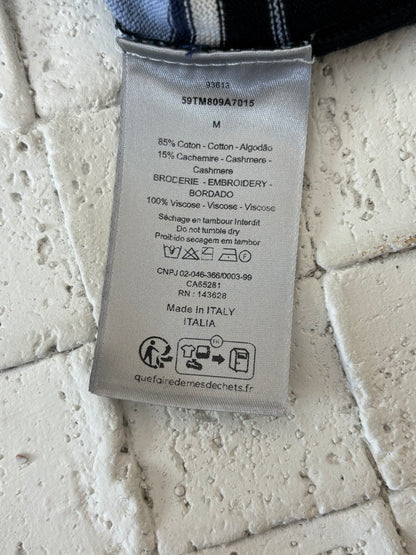 93613
59TM809A7015
M
85% Coton - Cotton - Algodão
15% Cachemire - Cashmere -
Cashmere
BRODERIE - EMBROIDERY -
BORDADO
100% Viscose - Viscose - Viscose
Séchage en tambour Interdit
Do not tumble dry
Proibido secagem em tambor
F
CNPJ 02-046-366/0003-99
CA55281
RN : 143628
Made In ITALY
ITALIA
FR
quefairedemesdechets.fr